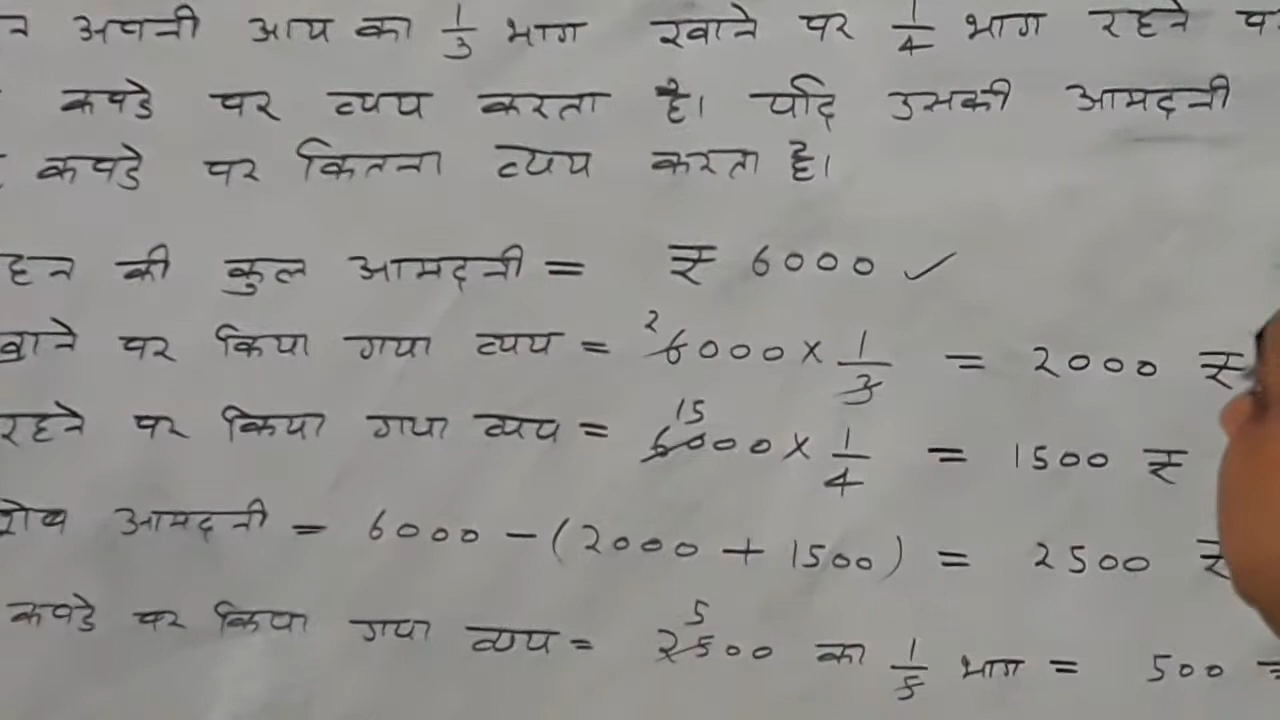 अपनी आय का 1/3 भाग खाने पर 1/4 भाग रहने
कपडे पर व्यय करता है। यदि उसकी आमदनी
कपडे पर कितना व्यय करता है।
हन की कुल आमदनी = ₹ 6000 ✓
खाने पर किया गया व्यय = 6000 × 1/3 = 2000 ₹
रहने पर किया गया व्यय = 6000 × 1/4 = 1500 ₹
शेष आमदनी = 6000 - (2000 + 1500) = 2500 ₹
कपडे पर किया गया व्यय = 2500 का 1/5 भाग = 500